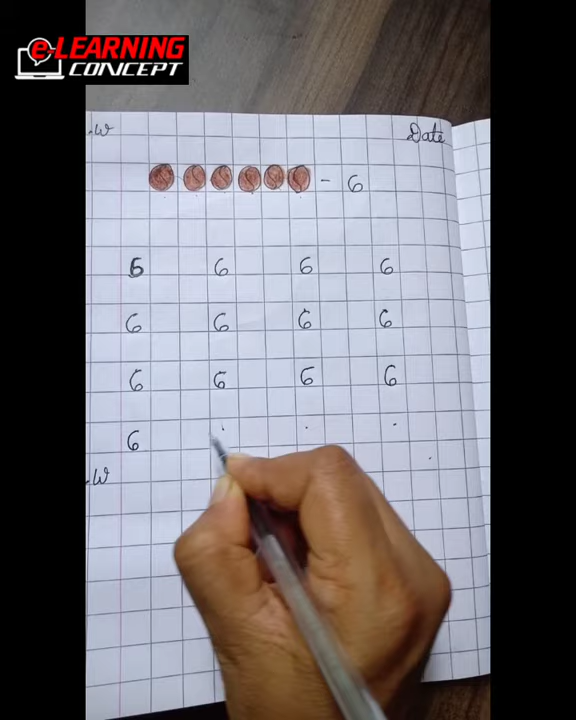 e-LEARNING
CONCEPT
.W Date
- 6
6 6 6 6
6 6 6 6
6 6 6 6
6
.W